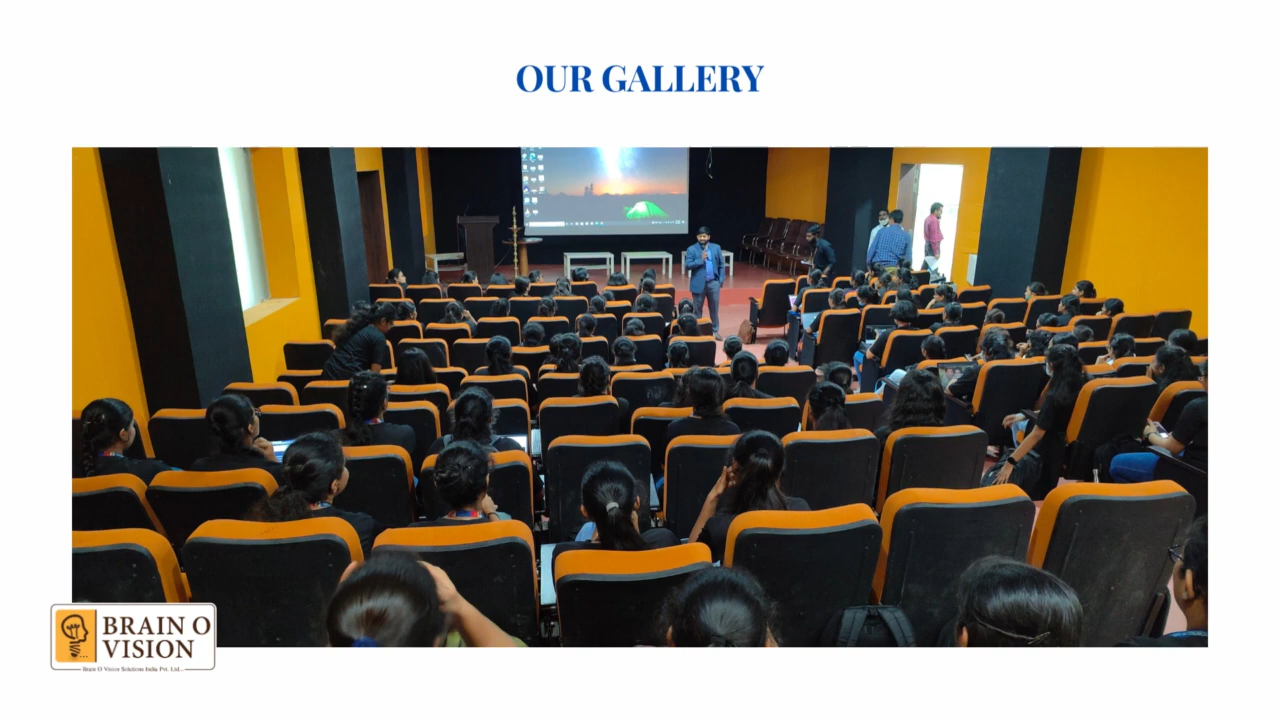 OUR GALLERY
BRAIN O
VISION
Brain O Vision Solutions India Pvt. Ltd...